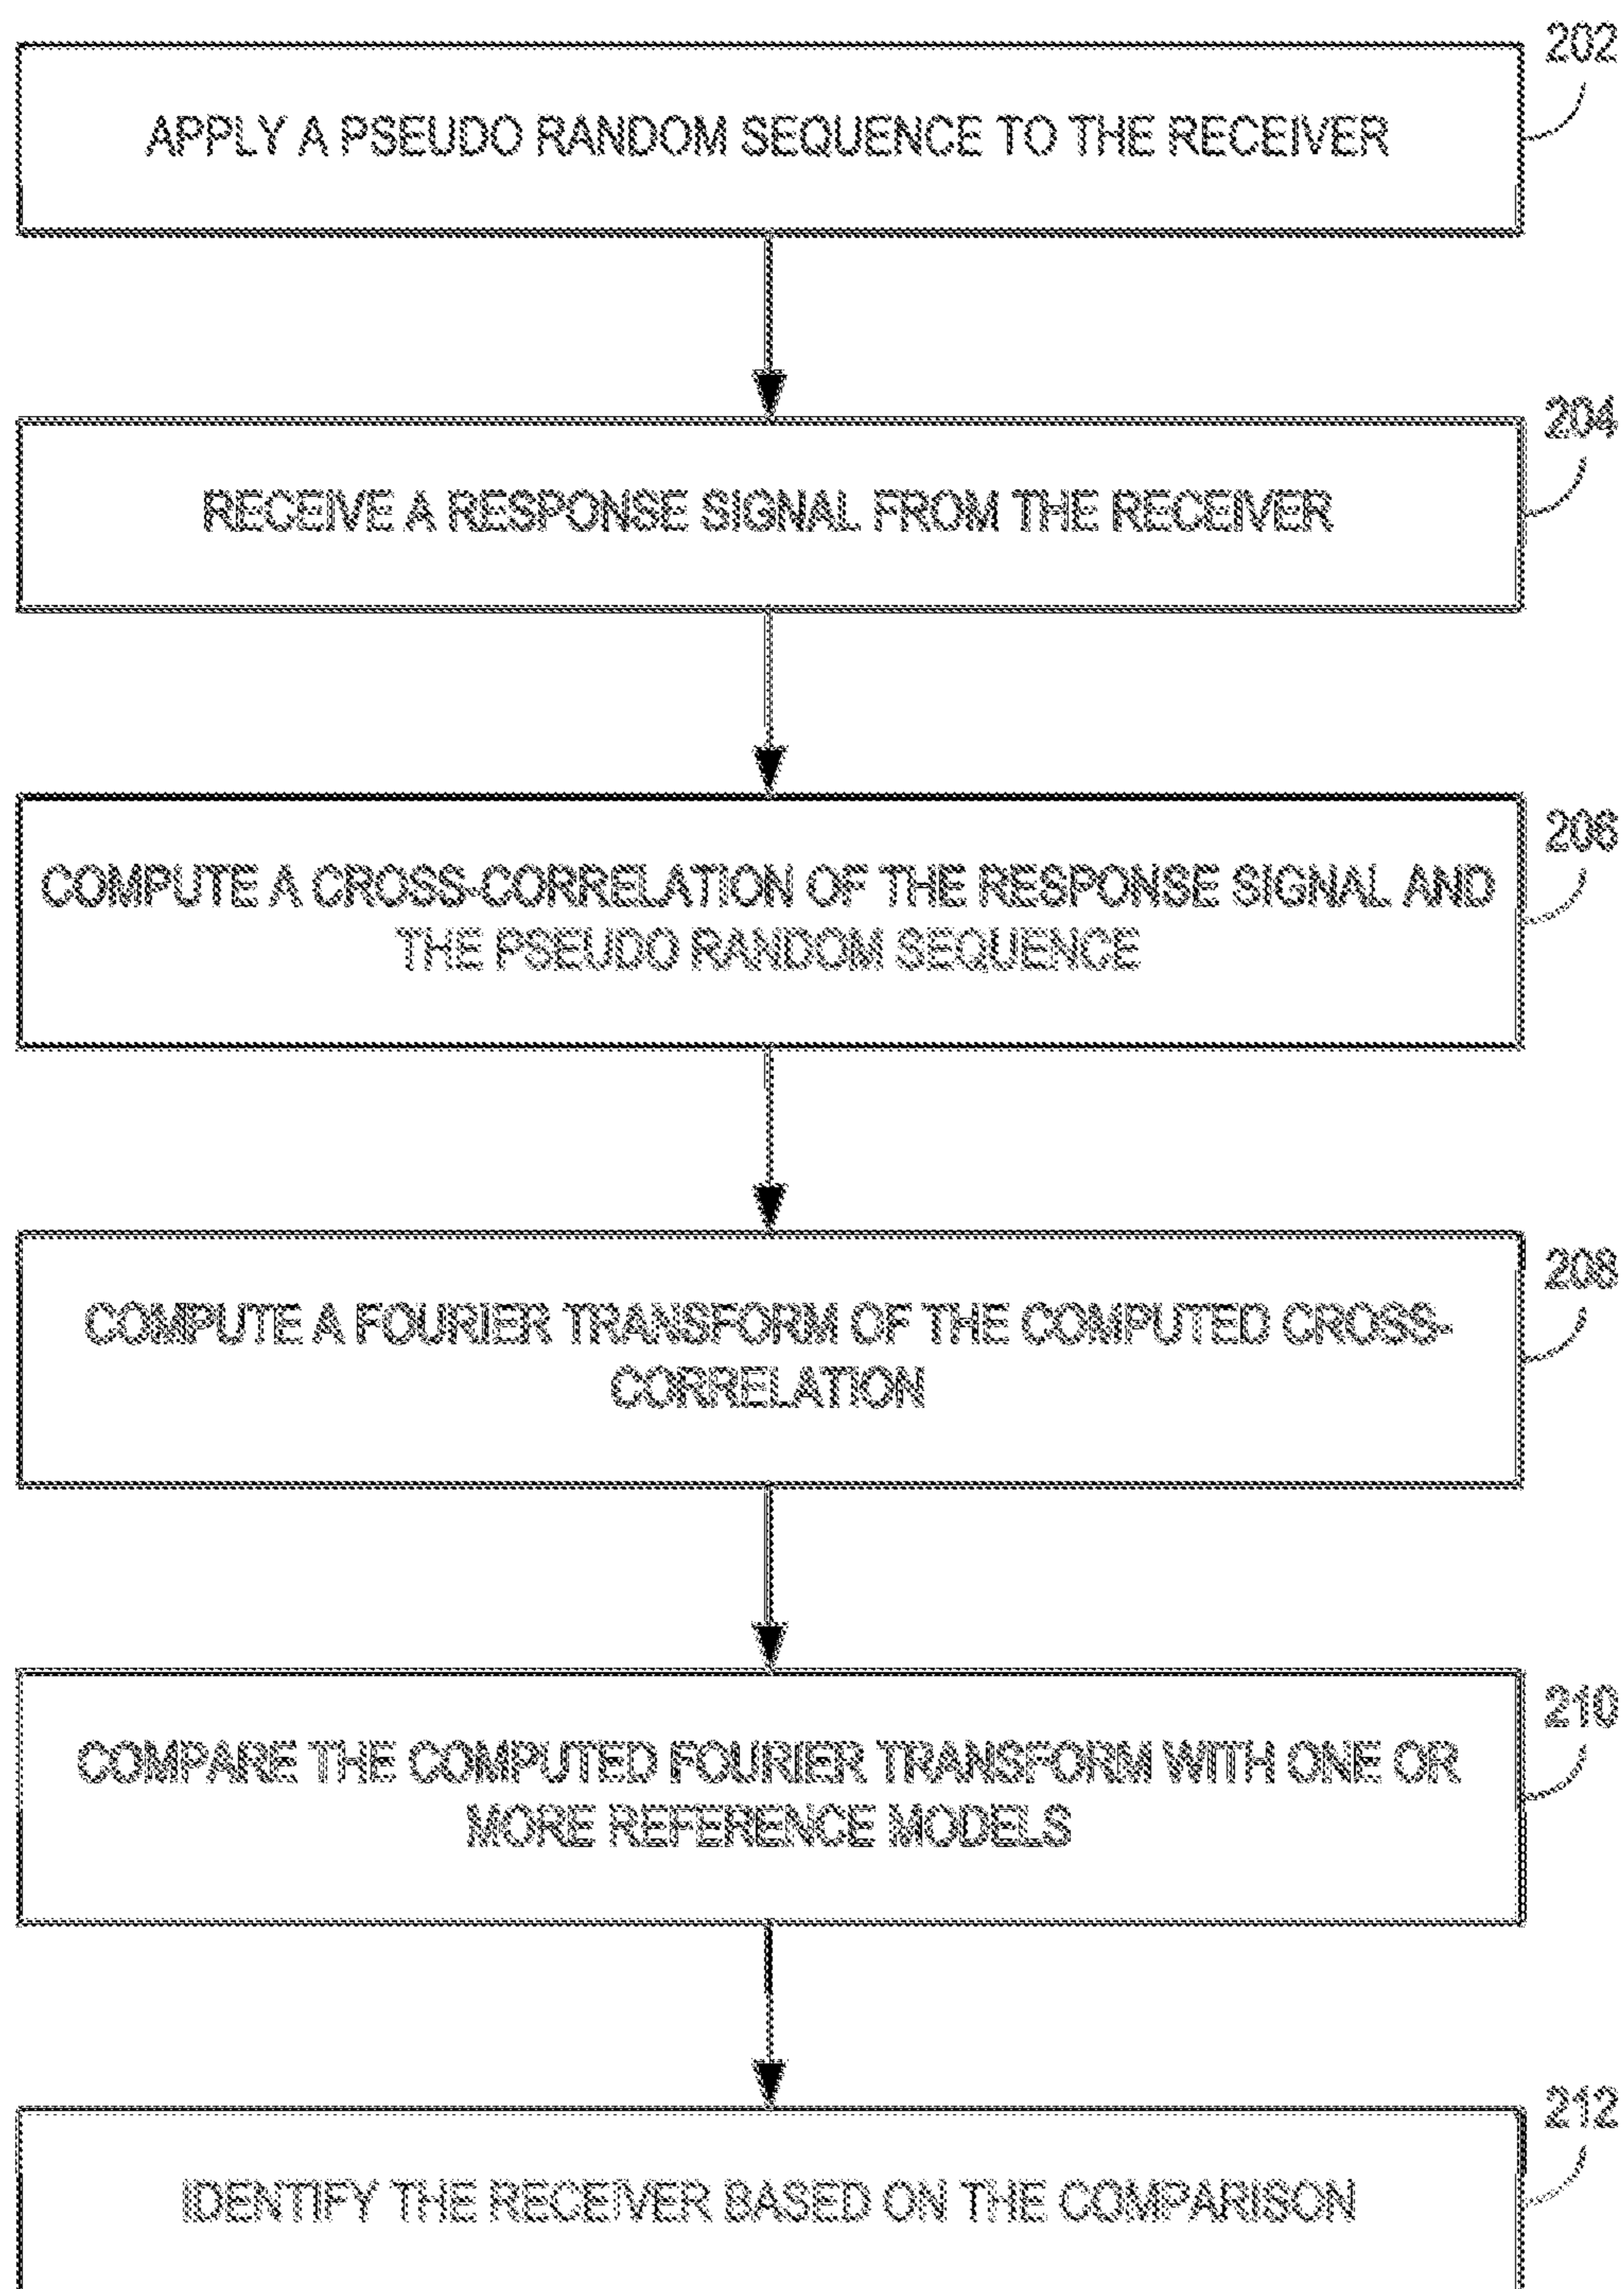 202
APPLY A PSEUDO RANDOM SEQUENCE TO THE RECEIVER
204
RECEIVE A RESPONSE SIGNAL FROM THE RECEIVER
206
COMPUTE A CROSS-CORRELATION OF THE RESPONSE SIGNAL AND
THE PSEUDO RANDOM SEQUENCE
208
COMPUTE A FOURIER TRANSFORM OF THE COMPUTED CROSS-
CORRELATION
210
COMPARE THE COMPUTED FOURIER TRANSFORM WITH ONE OR
MORE REFERENCE MODELS
212
IDENTIFY THE RECEIVER BASED ON THE COMPARISON